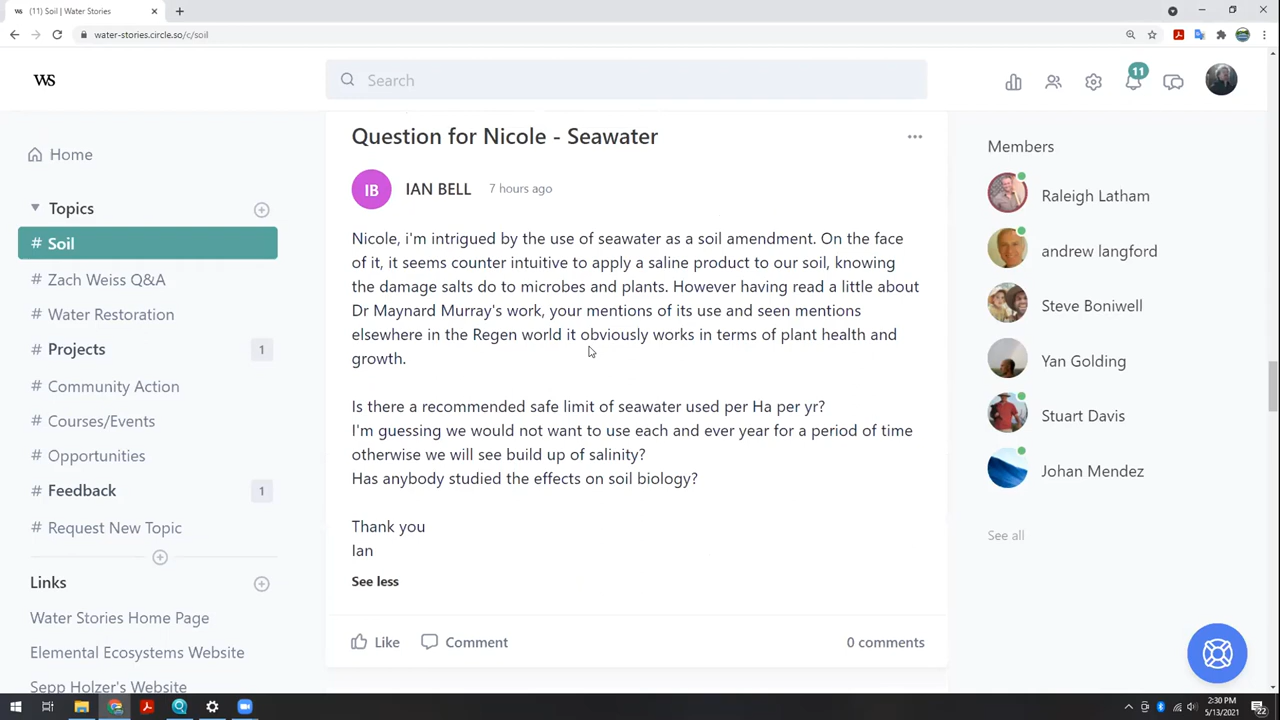 (11) Soil | Water Stories
water-stories.circle.so/c/soil
WS
Search
11
Home
Topics
# Soil
# Zach Weiss Q&A
# Water Restoration
# Projects
1
# Community Action
# Courses/Events
# Opportunities
# Feedback
1
# Request New Topic
Links
Water Stories Home Page
Elemental Ecosystems Website
Sepp Holzer's Website
Question for Nicole - Seawater
IB
IAN BELL
7 hours ago
Nicole, i'm intrigued by the use of seawater as a soil amendment. On the face
of it, it seems counter intuitive to apply a saline product to our soil, knowing
the damage salts do to microbes and plants. However having read a little about
Dr Maynard Murray's work, your mentions of its use and seen mentions
elsewhere in the Regen world it obviously works in terms of plant health and
growth.
Is there a recommended safe limit of seawater used per Ha per yr?
I'm guessing we would not want to use each and ever year for a period of time
otherwise we will see build up of salinity?
Has anybody studied the effects on soil biology?
Thank you
Ian
See less
Like
Comment
0 comments
Members
Raleigh Latham
andrew langford
Steve Boniwell
Yan Golding
Stuart Davis
Johan Mendez
See all
2:30 PM
5/13/2021
22